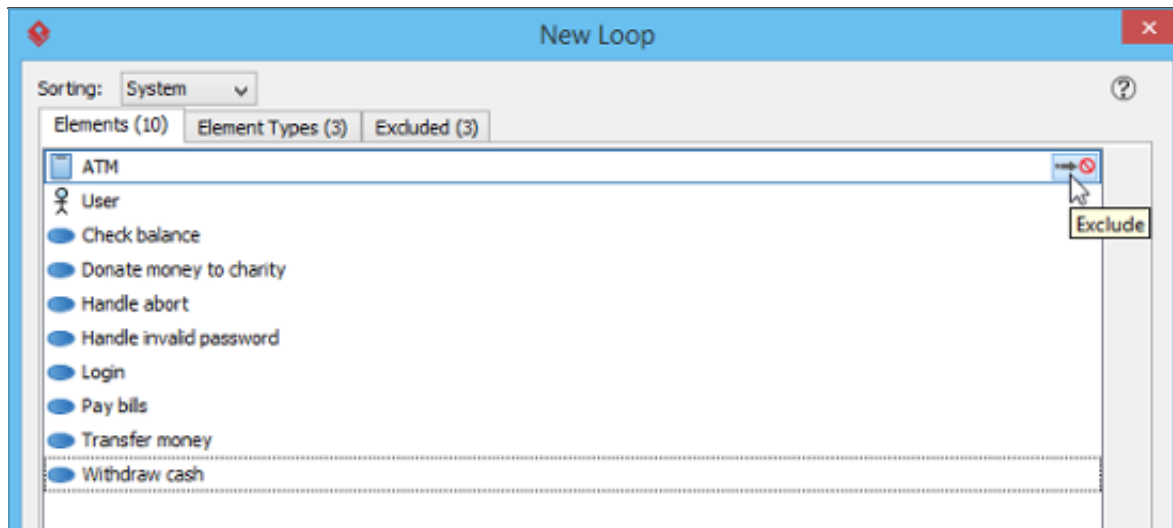 New Loop
Sorting: System
Elements (10) Element Types (3) Excluded (3)
ATM
User
Exclude
Check balance
Donate money to charity
Handle abort
Handle invalid password
Login
Pay bills
Transfer money
Withdraw cash